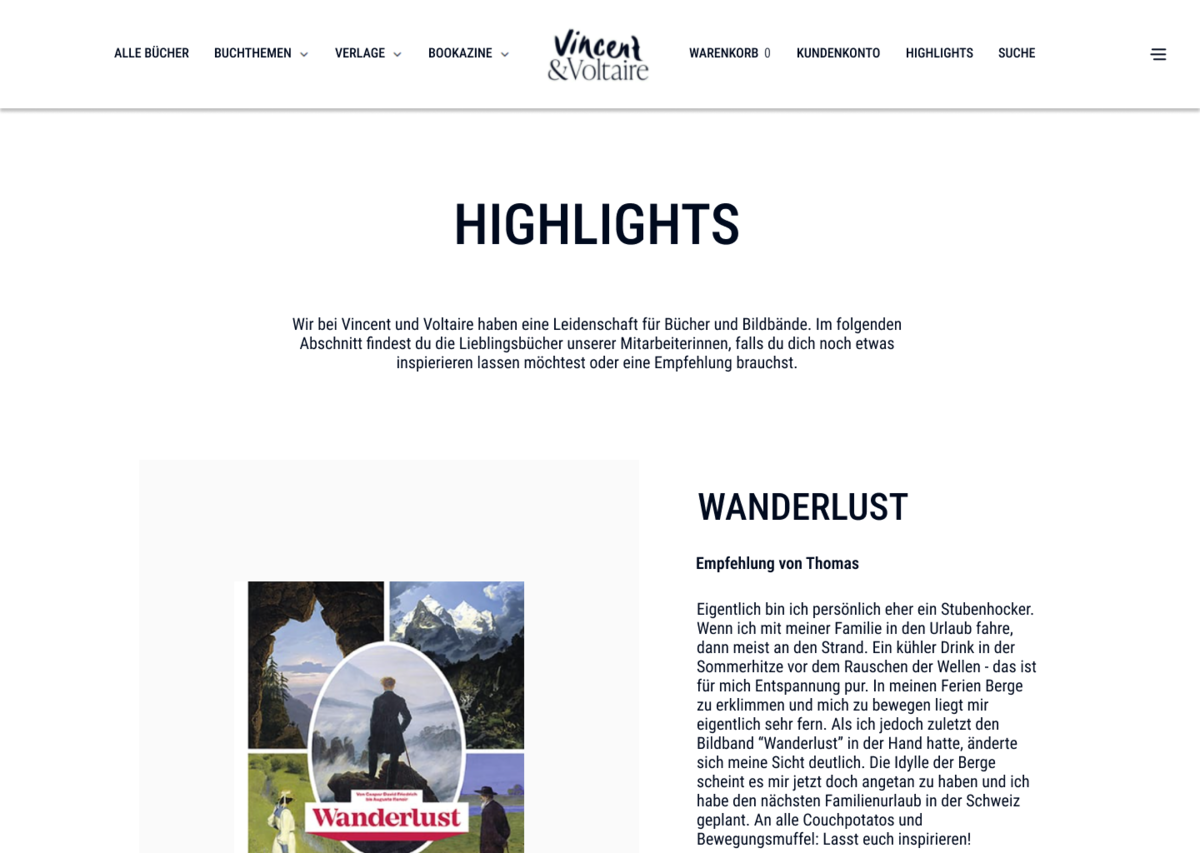 ALLE BÜCHER BUCHTHEMEN VERLAGE BOOKAZINE Vincent &Voltaire WARENKORB 0 KUNDENKONTO HIGHLIGHTS SUCHE
HIGHLIGHTS
Wir bei Vincent und Voltaire haben eine Leidenschaft für Bücher und Bildbände. Im folgenden
Abschnitt findest du die Lieblingsbücher unserer Mitarbeiterinnen, falls du dich noch etwas
inspirieren lassen möchtest oder eine Empfehlung brauchst.
WANDERLUST
Empfehlung von Thomas
Eigentlich bin ich persönlich eher ein Stubenhocker.
Wenn ich mit meiner Familie in den Urlaub fahre,
dann meist an den Strand. Ein kühler Drink in der
Sommerhitze vor dem Rauschen der Wellen - das ist
für mich Entspannung pur. In meinen Ferien Berge
zu erklimmen und mich zu bewegen liegt mir
eigentlich sehr fern. Als ich jedoch zuletzt den
Bildband “Wanderlust” in der Hand hatte, änderte
sich meine Sicht deutlich. Die Idylle der Berge
scheint es mir jetzt doch angetan zu haben und ich
habe den nächsten Familienurlaub in der Schweiz
geplant. An alle Couchpotatos und
Bewegungsmuffel: Lasst euch inspirieren!
Von Caspar David Friedrich
bis Auguste Renoir
Wanderlust